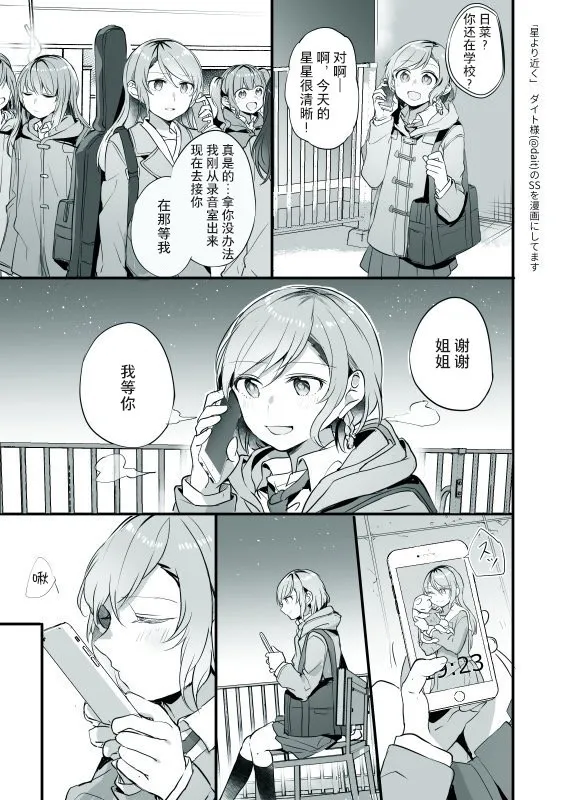 「星より近く」　ダイト様(@dait)のSSを漫画にしてます
日菜？
你还在学校？
对啊—
啊，今天的
星星很清晰！
真是的…拿你没办法
我刚从录音室出来
现在去接你
在那等我
谢谢
姐姐
我等你
スッ
9:23
啾